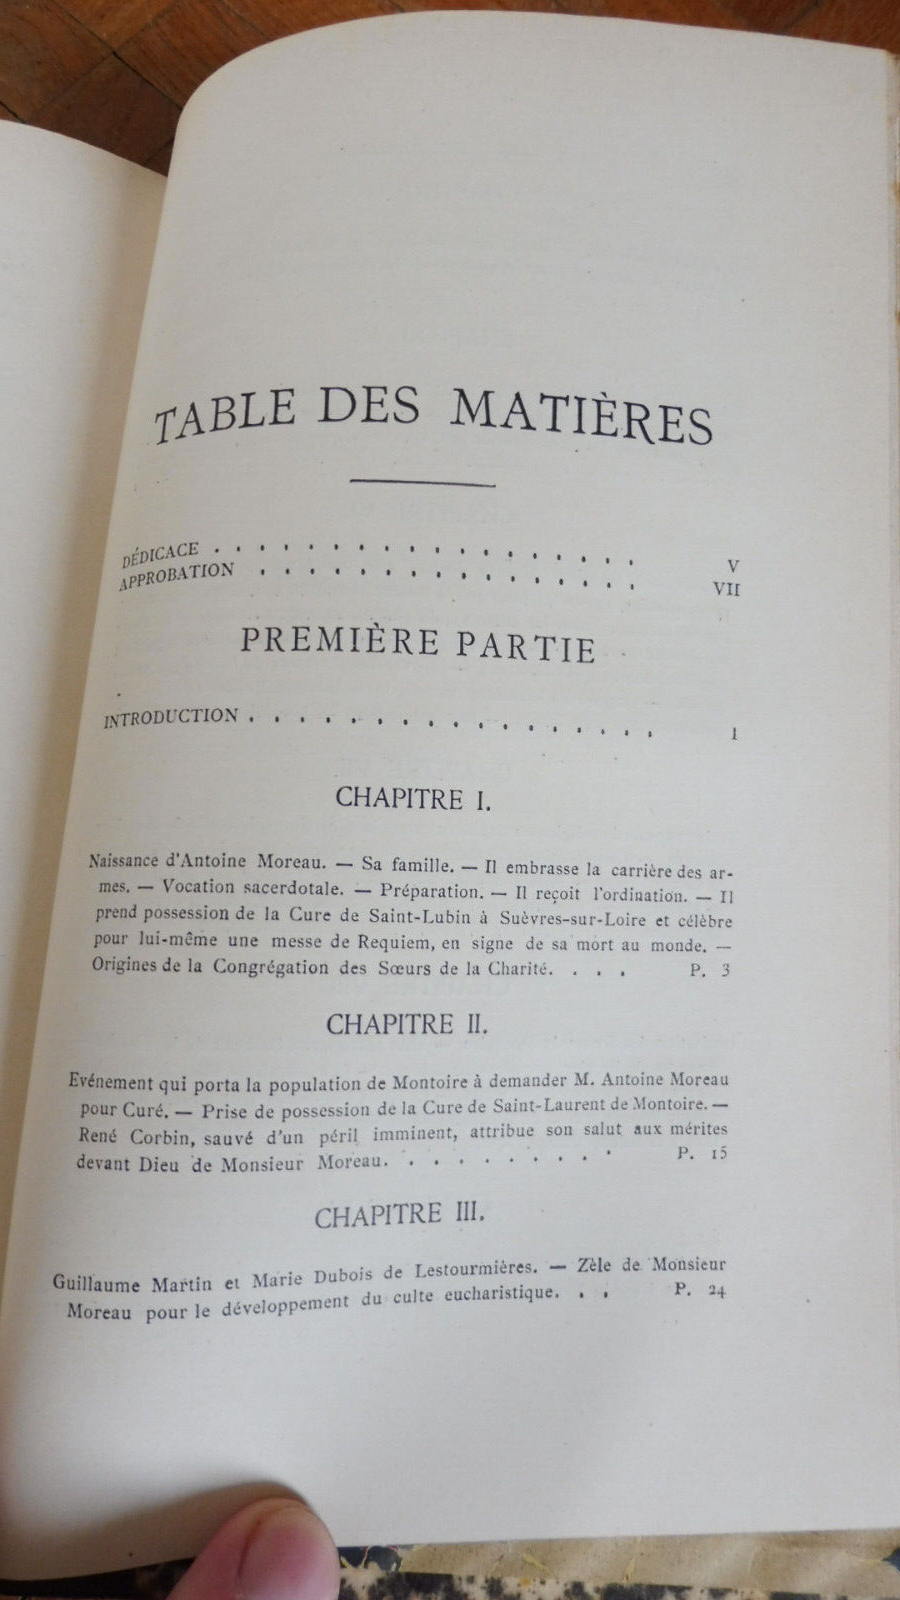 TABLE DES MATIÈRES
DÉDICACE . . . . . . . . . . . . . . . . . . V
APPROBATION . . . . . . . . . . . . . . . . VII
PREMIÈRE PARTIE
INTRODUCTION . . . . . . . . . . . . . . . . . 1
CHAPITRE I.
Naissance d'Antoine Moreau. — Sa famille. — Il embrasse la carrière des ar-
mes. — Vocation sacerdotale. — Préparation. — Il reçoit l'ordination. — Il
prend possession de la Cure de Saint-Lubin à Suèvres-sur-Loire et célèbre
pour lui-même une messe de Requiem, en signe de sa mort au monde. —
Origines de la Congrégation des Sœurs de la Charité. . . . P. 3
CHAPITRE II.
Evénement qui porta la population de Montoire à demander M. Antoine Moreau
pour Curé. — Prise de possession de la Cure de Saint-Laurent de Montoire. —
René Corbin, sauvé d'un péril imminent, attribue son salut aux mérites
devant Dieu de Monsieur Moreau. . . . . . . . . . P. 15
CHAPITRE III.
Guillaume Martin et Marie Dubois de Lestourmières. — Zèle de Monsieur
Moreau pour le développement du culte eucharistique. . . P. 24